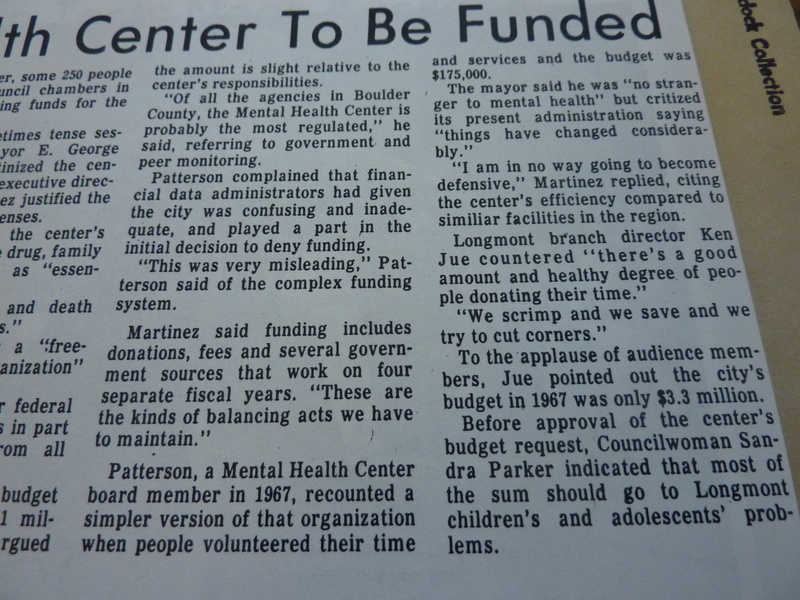 lth Center To Be Funded
dock Collection
er, some 250 people
uncil chambers in
ing funds for the
etimes tense ses-
yor E. George
tinized the cen-
executive direc-
ez justified the
enses.
the center's
e drug, family
as "essen-
and death
s."
a "free-
anization"
r federal
s in part
rom all
budget
1 mil-
rgued
the amount is slight relative to the
center's responsibilities.
"Of all the agencies in Boulder
County, the Mental Health Center is
probably the most regulated," he
said, referring to government and
peer monitoring.
Patterson complained that finan-
cial data administrators had given
the city was confusing and inade-
quate, and played a part in the
initial decision to deny funding.
"This was very misleading," Pat-
terson said of the complex funding
system.
Martinez said funding includes
donations, fees and several govern-
ment sources that work on four
separate fiscal years. "These are
the kinds of balancing acts we have
to maintain."
Patterson, a Mental Health Center
board member in 1967, recounted a
simpler version of that organization
when people volunteered their time
and services and the budget was
$175,000.
The mayor said he was "no stran-
ger to mental health" but critized
its present administration saying
"things have changed considera-
bly."
"I am in no way going to become
defensive," Martinez replied, citing
the center's efficiency compared to
similiar facilities in the region.
Longmont branch director Ken
Jue countered "there's a good
amount and healthy degree of peo-
ple donating their time."
"We scrimp and we save and we
try to cut corners."
To the applause of audience mem-
bers, Jue pointed out the city's
budget in 1967 was only $3.3 million.
Before approval of the center's
budget request, Councilwoman San-
dra Parker indicated that most of
the sum should go to Longmont
children's and adolescents' prob-
lems.